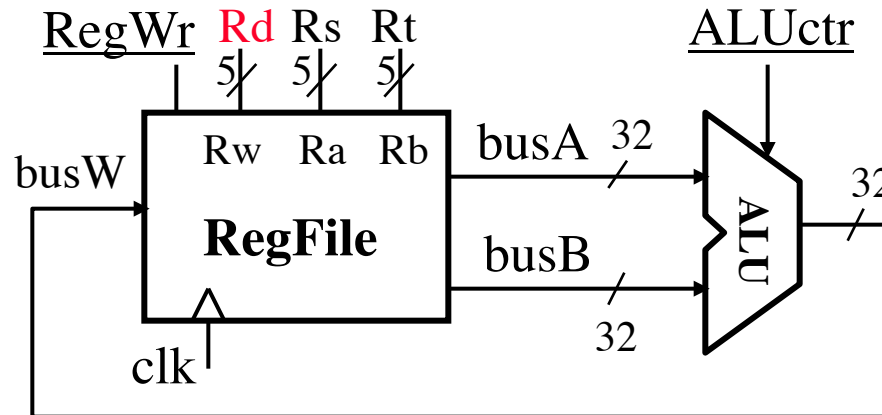 RegWr Rd Rs Rt ALUctr
5 5 5
Rw Ra Rb busA 32
busW 32
RegFile ALU
busB
32
clk